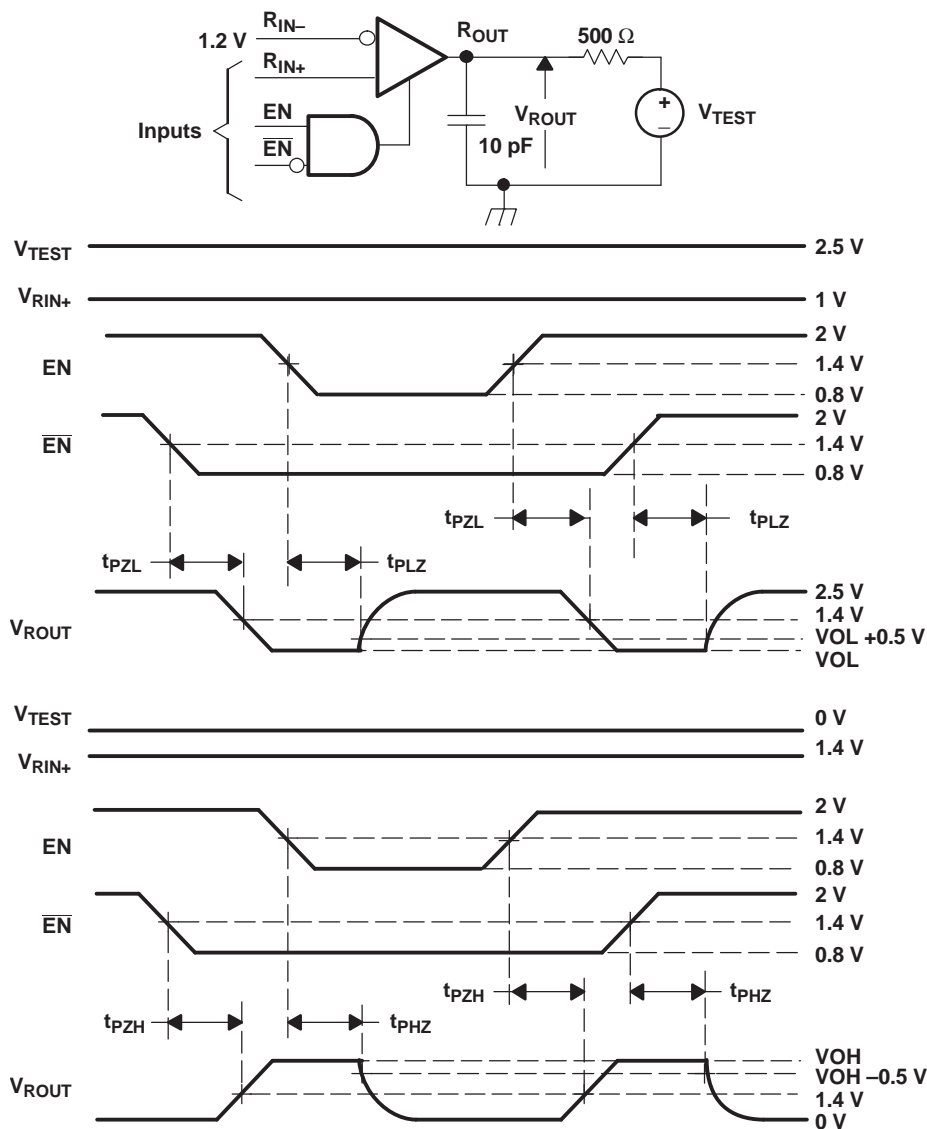 1.2 V
R_IN–
R_OUT
500 Ω
R_IN+
Inputs
EN
E̅N̅
V_ROUT
10 pF
+
–
V_TEST
V_TEST
2.5 V
V_RIN+
1 V
EN
2 V
1.4 V
0.8 V
E̅N̅
2 V
1.4 V
0.8 V
t_PZL
t_PLZ
t_PZL
t_PLZ
V_ROUT
2.5 V
1.4 V
VOL +0.5 V
VOL
V_TEST
0 V
V_RIN+
1.4 V
EN
2 V
1.4 V
0.8 V
E̅N̅
2 V
1.4 V
0.8 V
t_PZH
t_PHZ
t_PZH
t_PHZ
V_ROUT
VOH
VOH –0.5 V
1.4 V
0 V